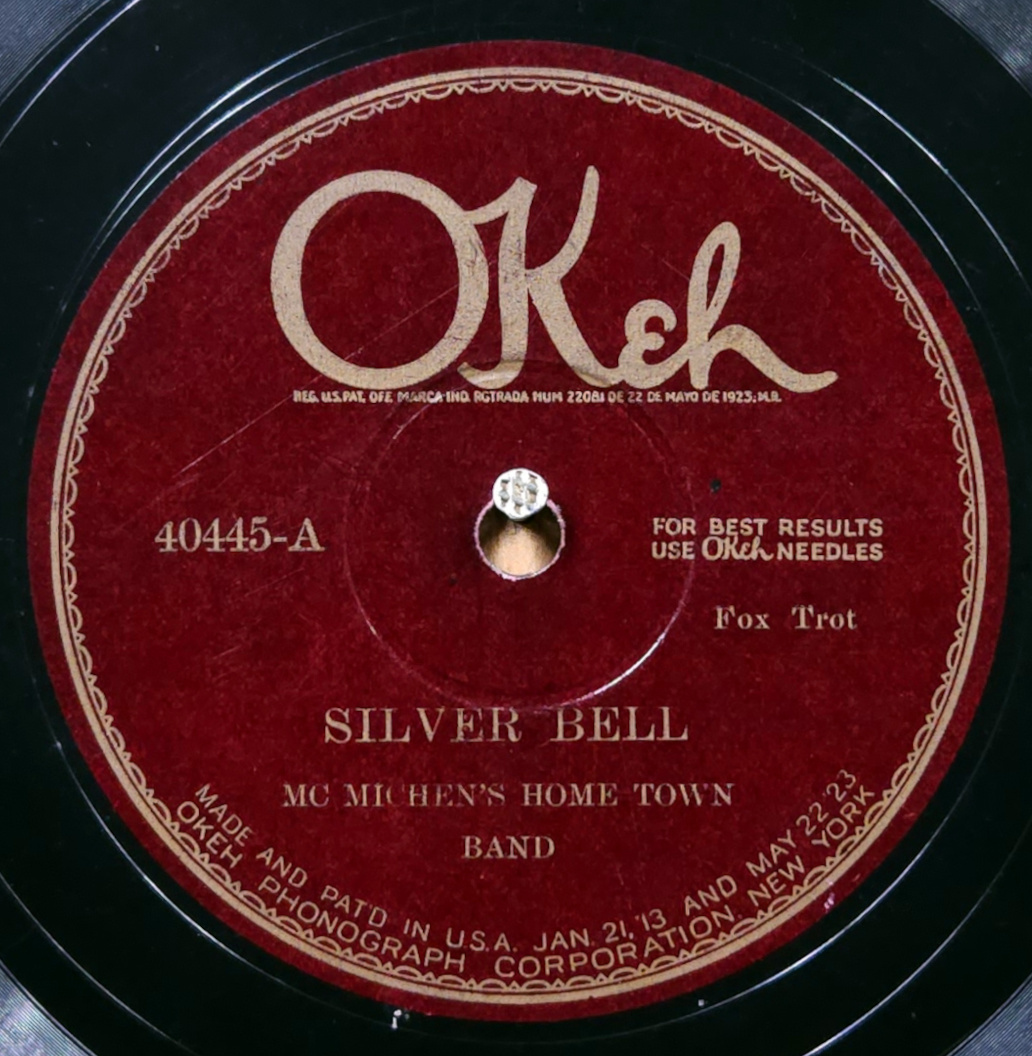 OKeh
REG. U.S. PAT. OFF. MARCA IND. RGTRADA NUM 22081 DE 22 DE MAYO DE 1923; M.R.
40445-A
FOR BEST RESULTS
USE OKeh NEEDLES
Fox Trot
SILVER BELL
MC MICHEN'S HOME TOWN
BAND
MADE AND PAT'D IN U.S.A. JAN. 21, '13 AND MAY 22 '23
OKEH PHONOGRAPH CORPORATION, NEW YORK